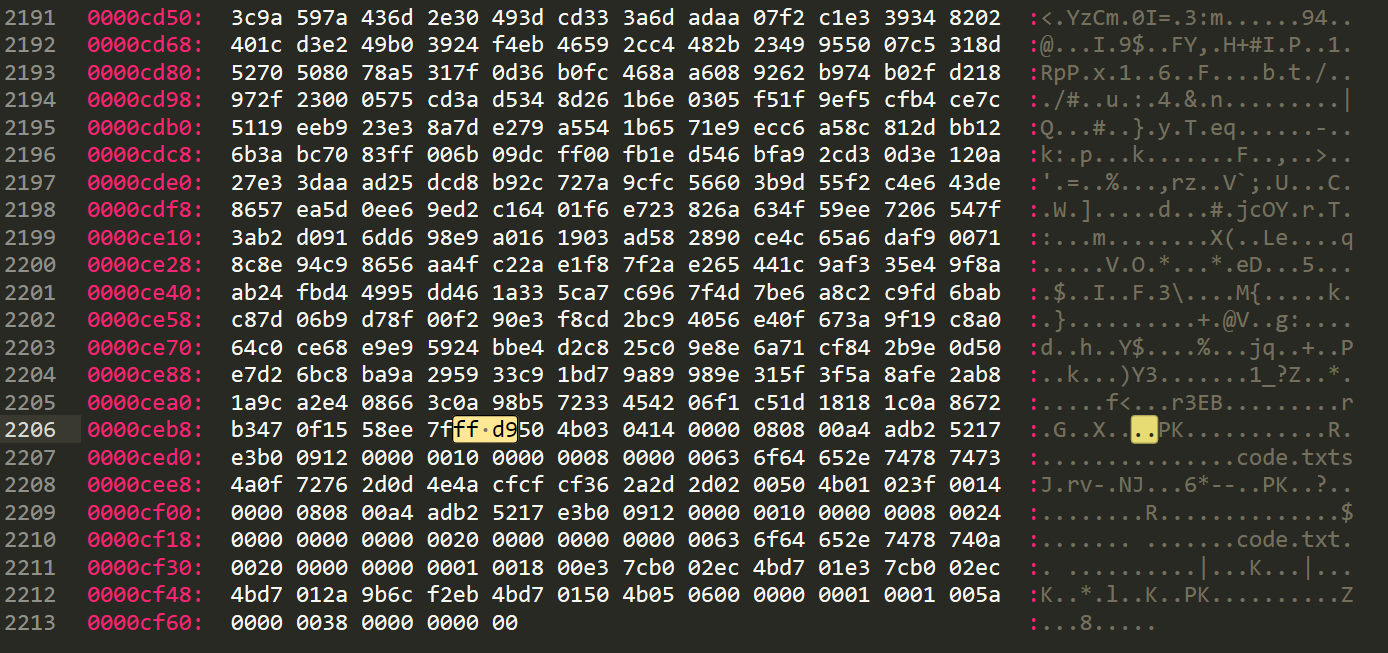 2191 0000cd50: 3c9a 597a 436d 2e30 493d cd33 3a6d adaa 07f2 c1e3 3934 8202 :<.YzCm.0I=.3:m......94..
2192 0000cd68: 401c d3e2 49b0 3924 f4eb 4659 2cc4 482b 2349 9550 07c5 318d :@...I.9$..FY,.H+#I.P..1.
2193 0000cd80: 5270 5080 78a5 317f 0d36 b0fc 468a a608 9262 b974 b02f d218 :RpP.x.1..6..F....b.t./..
2194 0000cd98: 972f 2300 0575 cd3a d534 8d26 1b6e 0305 f51f 9ef5 cfb4 ce7c :./#..u.:.4.&.n.........|
2195 0000cdb0: 5119 eeb9 23e3 8a7d e279 a554 1b65 71e9 ecc6 a58c 812d bb12 :Q...#..}.y.T.eq......-..
2196 0000cdc8: 6b3a bc70 83ff 006b 09dc ff00 fb1e d546 bfa9 2cd3 0d3e 120a :k:.p...k.......F..,..>..
2197 0000cde0: 27e3 3daa ad25 dcd8 b92c 727a 9cfc 5660 3b9d 55f2 c4e6 43de :'.=..%...,rz..V`;.U...C.
2198 0000cdf8: 8657 ea5d 0ee6 9ed2 c164 01f6 e723 826a 634f 59ee 7206 547f :.W.].....d...#.jcOY.r.T.
2199 0000ce10: 3ab2 d091 6dd6 98e9 a016 1903 ad58 2890 ce4c 65a6 daf9 0071 ::...m........X(..Le....q
2200 0000ce28: 8c8e 94c9 8656 aa4f c22a e1f8 7f2a e265 441c 9af3 35e4 9f8a :.....V.O.*...*.eD...5...
2201 0000ce40: ab24 fbd4 4995 dd46 1a33 5ca7 c696 7f4d 7be6 a8c2 c9fd 6bab :.$..I..F.3\....M{.....k.
2202 0000ce58: c87d 06b9 d78f 00f2 90e3 f8cd 2bc9 4056 e40f 673a 9f19 c8a0 :.}..........+.@V..g:....
2203 0000ce70: 64c0 ce68 e9e9 5924 bbe4 d2c8 25c0 9e8e 6a71 cf84 2b9e 0d50 :d..h..Y$....%...jq..+..P
2204 0000ce88: e7d2 6bc8 ba9a 2959 33c9 1bd7 9a89 989e 315f 3f5a 8afe 2ab8 :..k...)Y3.......1_?Z..*.
2205 0000cea0: 1a9c a2e4 0866 3c0a 98b5 7233 4542 06f1 c51d 1818 1c0a 8672 :.....f<...r3EB.........r
2206 0000ceb8: b347 0f15 58ee 7fff d950 4b03 0414 0000 0808 00a4 adb2 5217 :.G..X....PK...........R.
2207 0000ced0: e3b0 0912 0000 0010 0000 0008 0000 0063 6f64 652e 7478 7473 :...............code.txts
2208 0000cee8: 4a0f 7276 2d0d 4e4a cfcf cf36 2a2d 2d02 0050 4b01 023f 0014 :J.rv-.NJ...6*--..PK..?..
2209 0000cf00: 0000 0808 00a4 adb2 5217 e3b0 0912 0000 0010 0000 0008 0024 :........R..............$
2210 0000cf18: 0000 0000 0000 0020 0000 0000 0000 0063 6f64 652e 7478 740a :....... .......code.txt.
2211 0000cf30: 0020 0000 0000 0001 0018 00e3 7cb0 02ec 4bd7 01e3 7cb0 02ec :. ..........|...K...|...
2212 0000cf48: 4bd7 012a 9b6c f2eb 4bd7 0150 4b05 0600 0000 0001 0001 005a :K..*.l..K..PK..........Z
2213 0000cf60: 0000 0038 0000 0000 00 :...8.....